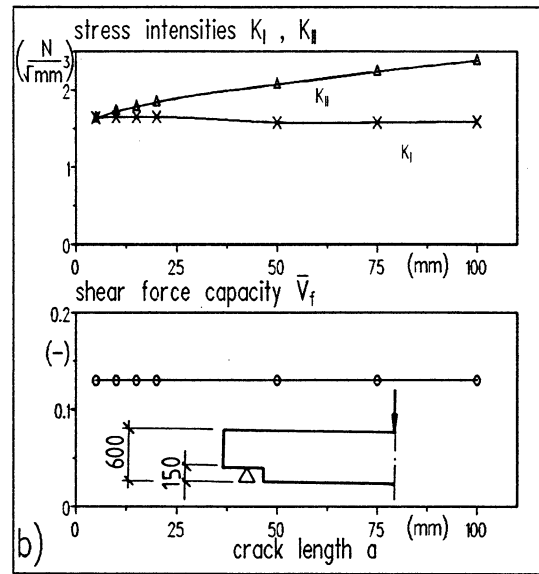 stress intensities K_I , K_II
(N/√mm³)
2
K_II
1
K_I
0
0 25 50 75 (mm) 100
shear force capacity V̄_f
0.2
(-)
0.1
600
150
0
0 25 50 75 (mm) 100
b) crack length a